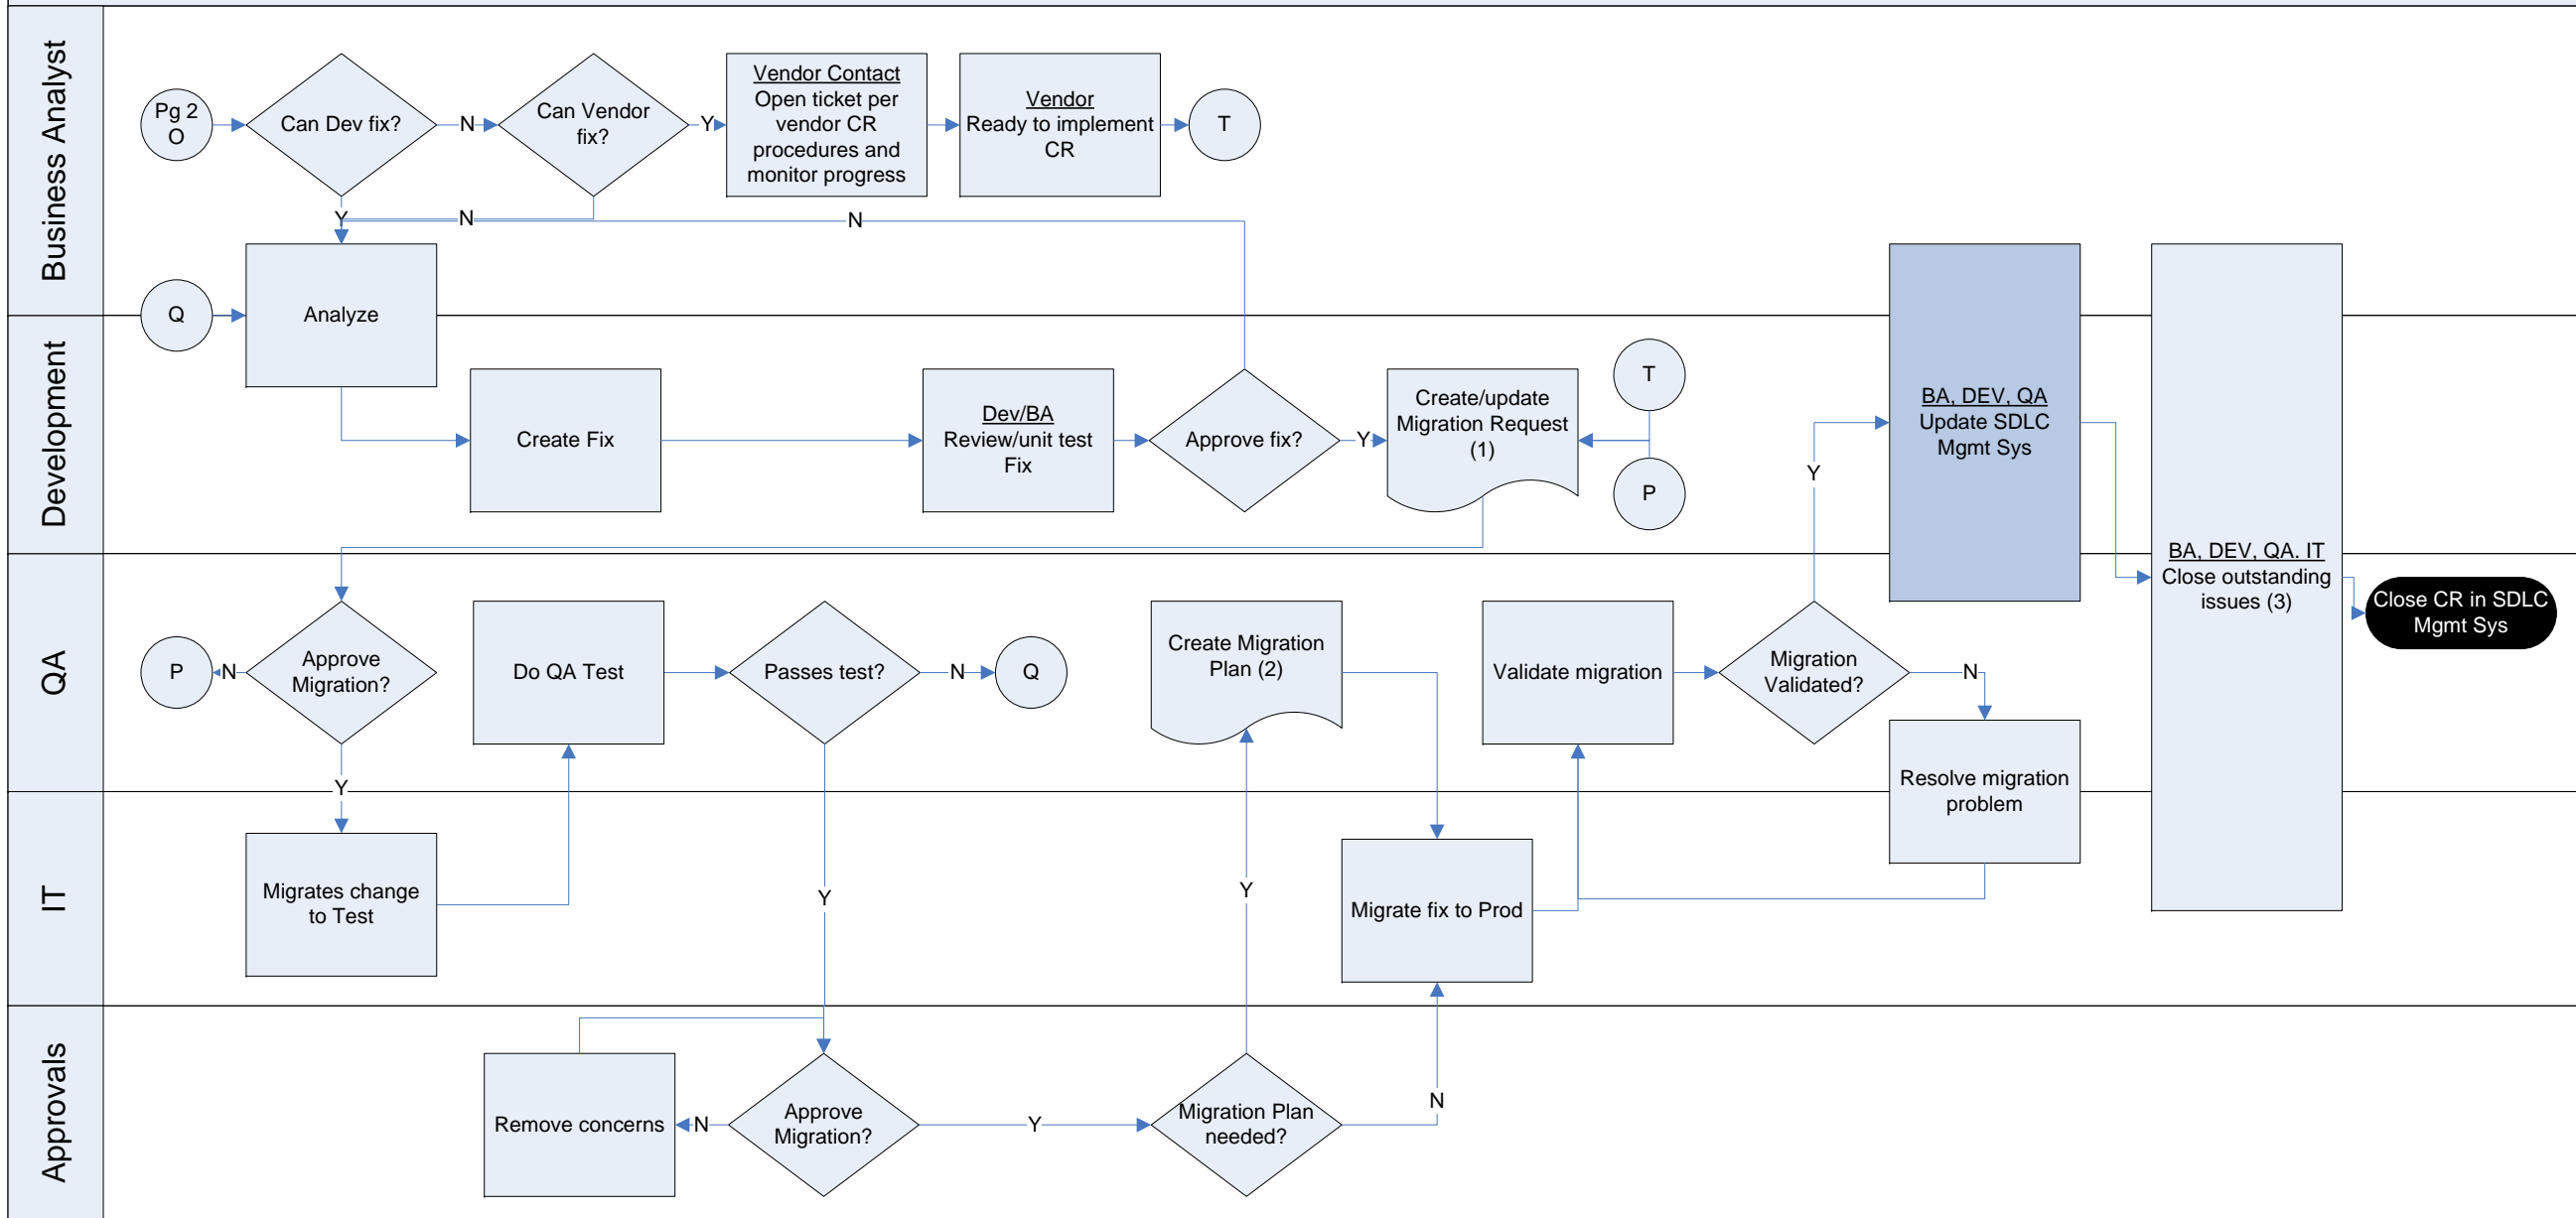 Business Analyst
Pg 2
O
Can Dev fix?
N
Can Vendor
fix?
Y
Vendor Contact
Open ticket per
vendor CR
procedures and
monitor progress
Vendor
Ready to implement
CR
T
Y
N
N
Q
Analyze
Development
Create Fix
Dev/BA
Review/unit test
Fix
Approve fix?
Y
Create/update
Migration Request
(1)
T
P
Y
BA, DEV, QA
Update SDLC
Mgmt Sys
BA, DEV, QA. IT
Close outstanding
issues (3)
Close CR in SDLC
Mgmt Sys
QA
P
N
Approve
Migration?
Do QA Test
Passes test?
N
Q
Create Migration
Plan (2)
Validate migration
Migration
Validated?
N
Resolve migration
problem
Y
IT
Migrates change
to Test
Y
Y
Migrate fix to Prod
Approvals
Remove concerns
N
Approve
Migration?
Y
Migration Plan
needed?
N